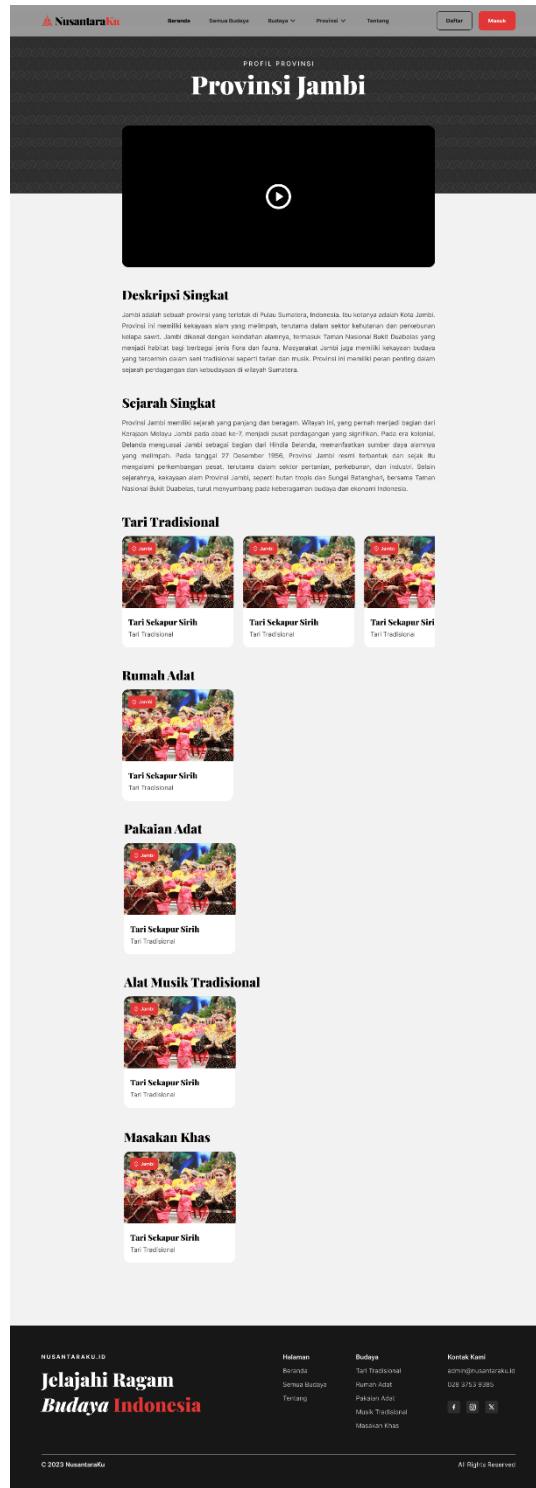 NusantaraKu
Beranda
Semua Budaya
Budaya
Provinsi
Tentang
Daftar
Masuk
PROFIL PROVINSI
Provinsi Jambi
Deskripsi Singkat
Jambi adalah sebuah provinsi yang terletak di Pulau Sumatera, Indonesia. Ibu kotanya adalah Kota Jambi.
Provinsi ini memiliki kekayaan alam yang melimpah, terutama dalam sektor kehutanan dan perkebunan
kelapa sawit. Jambi dikenal dengan keindahan alamnya, termasuk Taman Nasional Bukit Duabelas yang
menjadi habitat bagi berbagai jenis flora dan fauna. Masyarakat Jambi juga memiliki kekayaan budaya
yang tercermin dalam seni tradisional seperti tarian dan musik. Provinsi ini memiliki peran penting dalam
sejarah perdagangan dan kebudayaan di wilayah Sumatera.
Sejarah Singkat
Provinsi Jambi memiliki sejarah yang panjang dan beragam. Wilayah ini, yang pernah menjadi bagian dari
Kerajaan Melayu Jambi pada abad ke-7, menjadi pusat perdagangan yang signifikan. Pada era kolonial,
Belanda menguasai Jambi sebagai bagian dari Hindia Belanda, memanfaatkan sumber daya alamnya
yang melimpah. Pada tanggal 27 Desember 1956, Provinsi Jambi resmi terbentuk dan sejak itu
mengalami perkembangan pesat, terutama dalam sektor pertanian, perkebunan, dan industri. Selain
sejarahnya, kekayaan alam Provinsi Jambi, seperti hutan tropis dan Sungai Batanghari, bersama Taman
Nasional Bukit Duabelas, turut menyumbang pada keberagaman budaya dan ekonomi Indonesia.
Tari Tradisional
Jambi
Tari Sekapur Sirih
Tari Tradisional
Jambi
Tari Sekapur Sirih
Tari Tradisional
Jambi
Tari Sekapur Siri
Tari Tradisional
Rumah Adat
Jambi
Tari Sekapur Sirih
Tari Tradisional
Pakaian Adat
Jambi
Tari Sekapur Sirih
Tari Tradisional
Alat Musik Tradisional
Jambi
Tari Sekapur Sirih
Tari Tradisional
Masakan Khas
Jambi
Tari Sekapur Sirih
Tari Tradisional
NUSANTARAKU.ID
Jelajahi Ragam
Budaya Indonesia
Halaman
Beranda
Semua Budaya
Tentang
Budaya
Tari Tradisional
Rumah Adat
Pakaian Adat
Musik Tradisional
Masakan Khas
Kontak Kami
admin@nusantaraku.id
028 3753 9385
© 2023 NusantaraKu
All Rights Reserved